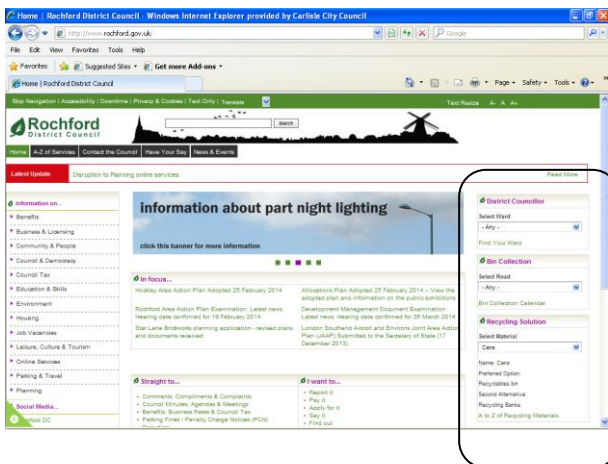 Home | Rochford District Council - Windows Internet Explorer provided by Carlisle City Council
http://www.rochford.gov.uk/
Google
File Edit View Favorites Tools Help
Favorites Suggested Sites Get more Add-ons
Home | Rochford District Council
Page Safety Tools
Skip Navigation | Accessibility | Downtime | Privacy & Cookies | Text Only | Translate
Text Resize A- A A+
Rochford
District Council
Search
Home A-Z of Services Contact the Council Have Your Say News & Events
Latest Update Disruption to Planning online services Read More
Information on...
Benefits
Business & Licensing
Community & People
Council & Democracy
Council Tax
Education & Skills
Environment
Housing
Job Vacancies
Leisure, Culture & Tourism
Online Services
Parking & Travel
Planning
Social Media...
information about part night lighting
click this banner for more information
In focus...
Hockley Area Action Plan Adopted 25 February 2014
Rochford Area Action Plan Examination: Latest news:
Hearing date confirmed for 19 February 2014
Star Lane Brickworks planning application - revised plans
and documents received
Allocations Plan Adopted 25 February 2014 – View the
adopted plan and information on the public exhibitions
Development Management Document Examination:
Latest news: Hearing date confirmed for 26 March 2014
London Southend Airport and Environs Joint Area Action
Plan (JAAP) Submitted to the Secretary of State (17
December 2013)
Straight to...
Comments, Compliments & Complaints
Council Minutes, Agendas & Meetings
Benefits, Business Rates & Council Tax
Parking Fines / Penalty Charge Notices (PCN)
I want to...
Report it
Pay it
Apply for it
Say it
Find out
District Councillor
Select Ward
- Any -
Find Your Ward
Bin Collection
Select Road
- Any -
Bin Collection Calendar
Recycling Solution
Select Material
Cans
Name: Cans
Preferred Option:
Recyclables bin
Second Alternative:
Recycling Banks
A to Z of Recycling Materials